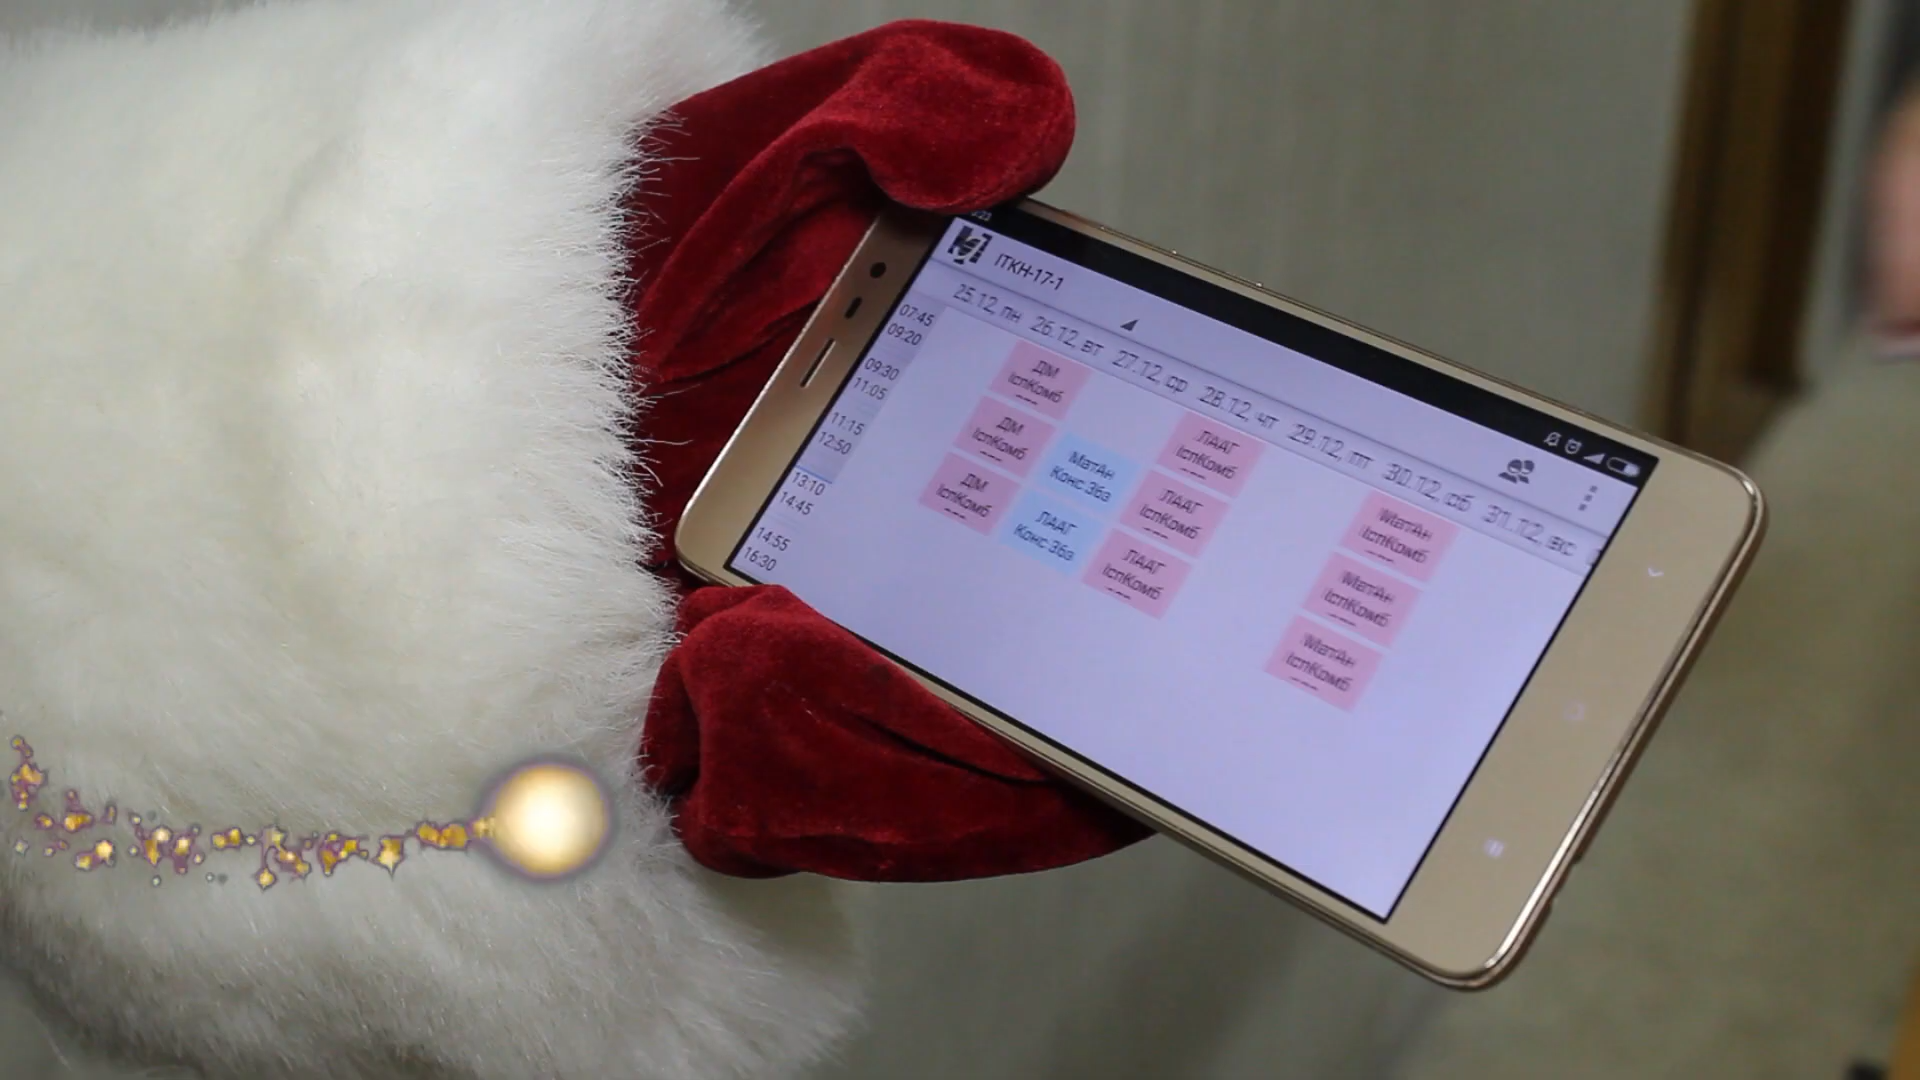 ІТКН-17-1
25.12, пн 26.12, вт 27.12, ср 28.12, чт 29.12, пт 30.12, сб 31.12, вс
07:45
09:20
09:30
11:05
11:15
12:50
13:10
14:45
14:55
16:30
ДМ
ІспКомб
ДМ
ІспКомб
ДМ
ІспКомб
МатАн
Конс 36з
ЛААГ
Конс 36з
ЛААГ
ІспКомб
ЛААГ
ІспКомб
ЛААГ
ІспКомб
МатАн
ІспКомб
МатАн
ІспКомб
МатАн
ІспКомб